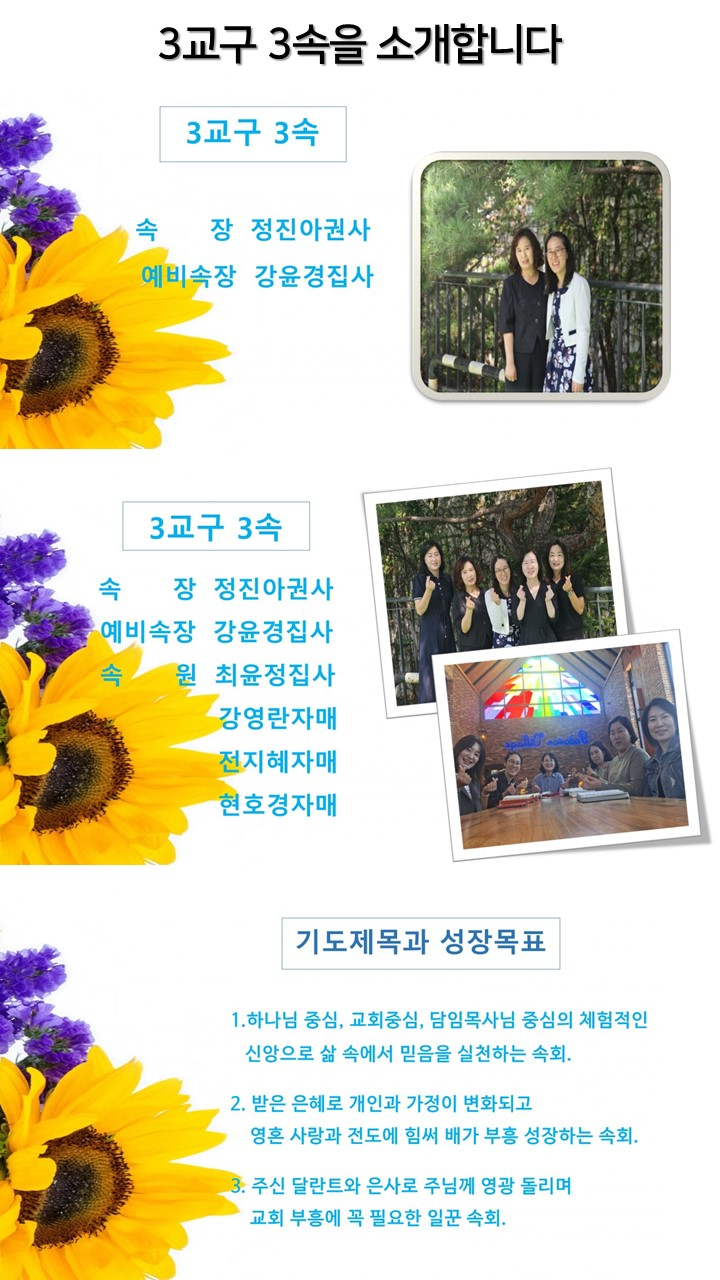 3교구 3속을 소개합니다
3교구 3속
속 장 정진아권사
예비속장 강윤경집사
3교구 3속
속 장 정진아권사
예비속장 강윤경집사
속 원 최윤정집사
강영란자매
전지혜자매
현호경자매
기도제목과 성장목표
1.하나님 중심, 교회중심, 담임목사님 중심의 체험적인
신앙으로 삶 속에서 믿음을 실천하는 속회.
2. 받은 은혜로 개인과 가정이 변화되고
영혼 사랑과 전도에 힘써 배가 부흥 성장하는 속회.
3. 주신 달란트와 은사로 주님께 영광 돌리며
교회 부흥에 꼭 필요한 일꾼 속회.